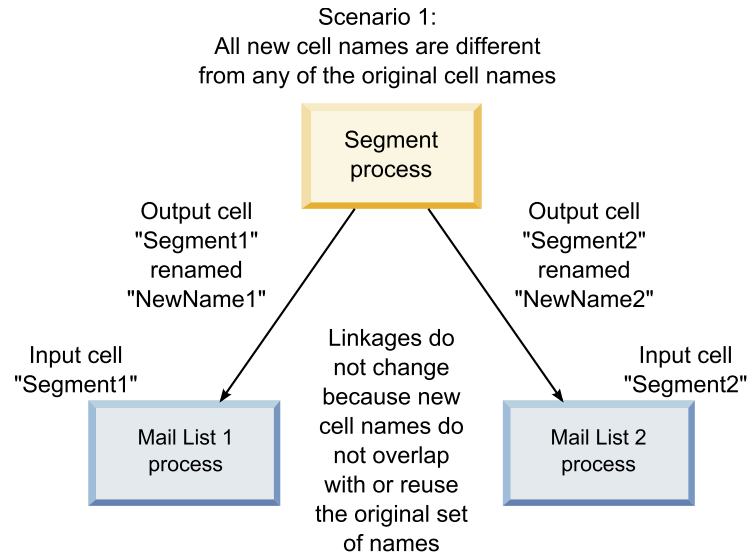 Scenario 1:
All new cell names are different
from any of the original cell names
Segment
process
Output cell
"Segment1"
renamed
"NewName1"
Output cell
"Segment2"
renamed
"NewName2"
Input cell
"Segment1"
Linkages do
not change
because new
cell names do
not overlap
with or reuse
the original set
of names
Input cell
"Segment2"
Mail List 1
process
Mail List 2
process